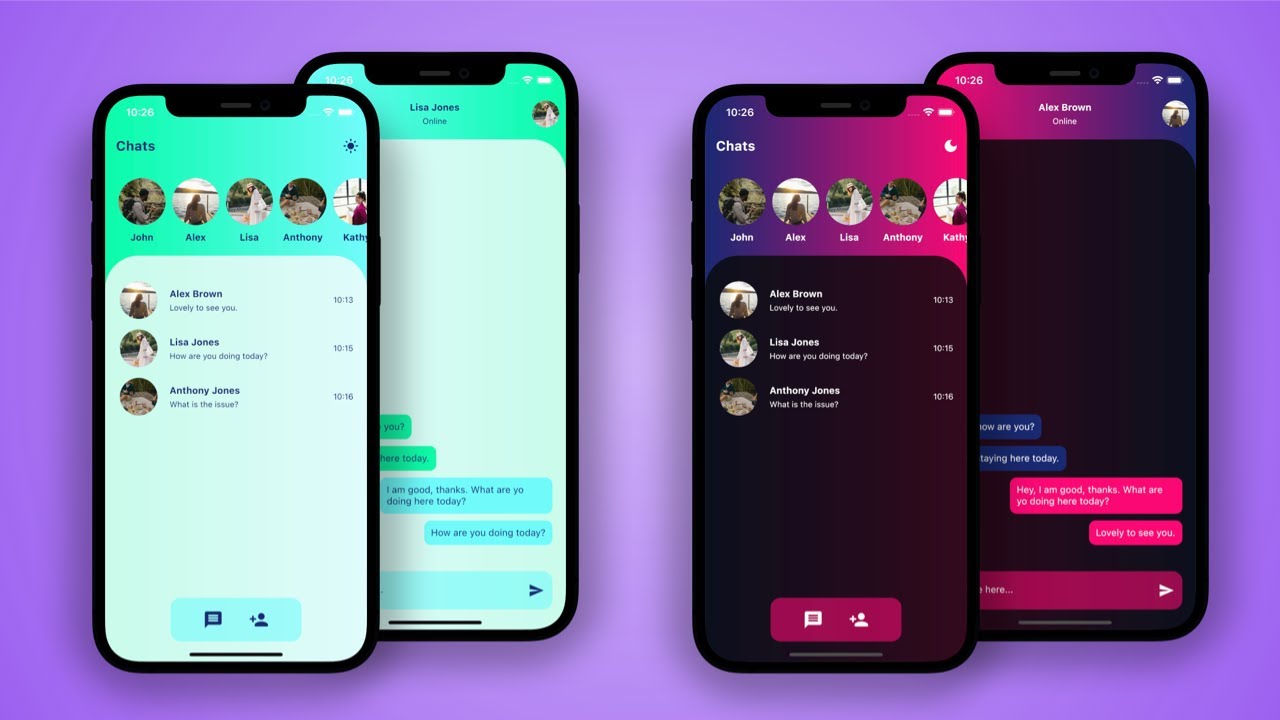 10:26
Chats
John Alex Lisa Anthony Kathy
Alex Brown
Lovely to see you.
10:13
Lisa Jones
How are you doing today?
10:15
Anthony Jones
What is the issue?
10:16
10:26
Lisa Jones
Online
you?
here today.
I am good, thanks. What are yo
doing here today?
How are you doing today?
10:26
Chats
John Alex Lisa Anthony Kathy
Alex Brown
Lovely to see you.
10:13
Lisa Jones
How are you doing today?
10:15
Anthony Jones
What is the issue?
10:16
10:26
Alex Brown
Online
how are you?
taying here today.
Hey, I am good, thanks. What are
yo doing here today?
Lovely to see you.
here...